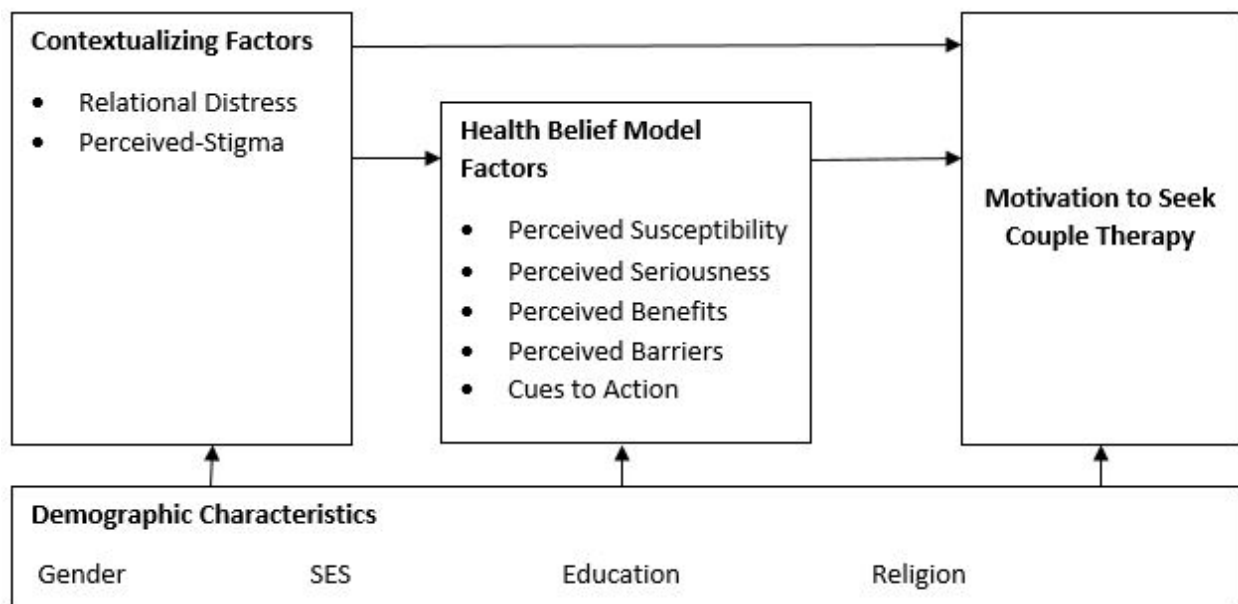 Contextualizing Factors
• Relational Distress
• Perceived-Stigma
Health Belief Model
Factors
• Perceived Susceptibility
• Perceived Seriousness
• Perceived Benefits
• Perceived Barriers
• Cues to Action
Motivation to Seek
Couple Therapy
Demographic Characteristics
Gender SES Education Religion